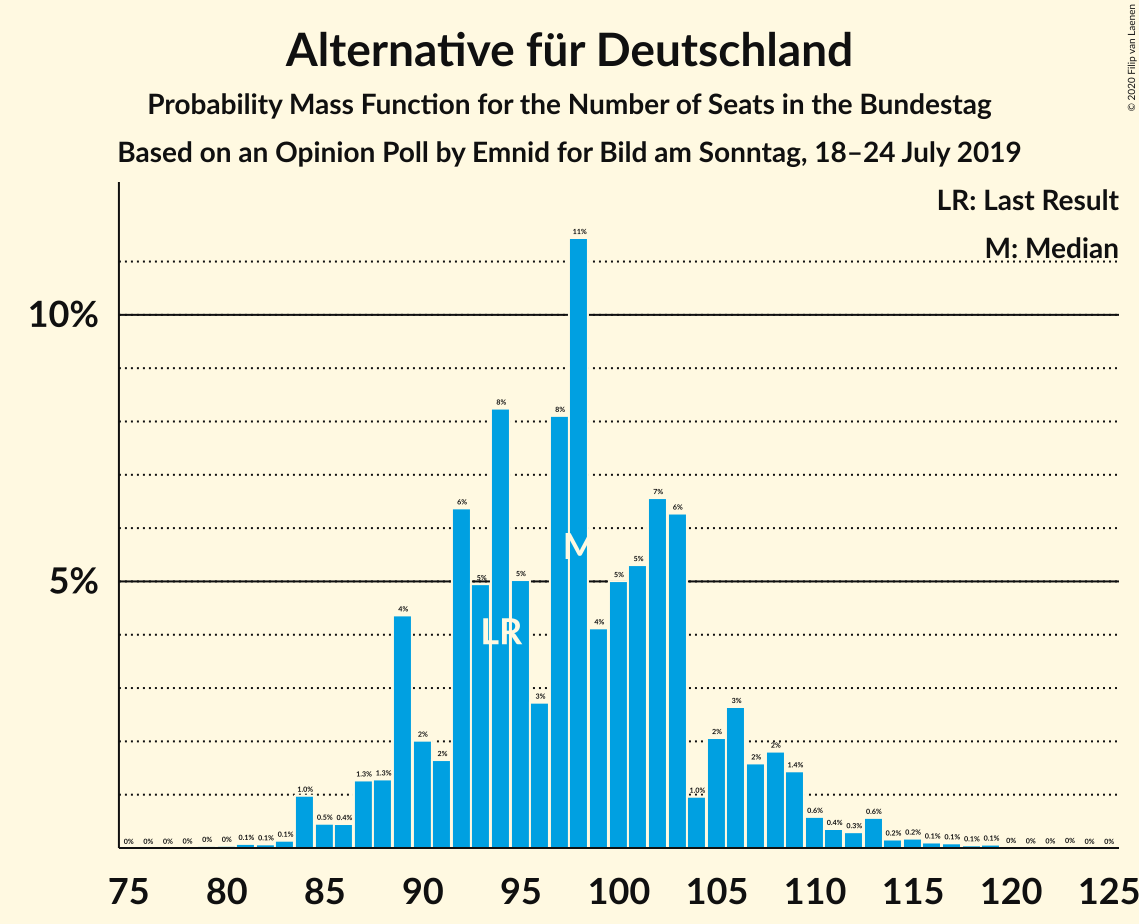 © 2020 Filip van Laenen
Alternative für Deutschland
Probability Mass Function for the Number of Seats in the Bundestag
Based on an Opinion Poll by Emnid for Bild am Sonntag, 18–24 July 2019
LR: Last Result
M: Median
10%
5%
0% 0% 0% 0% 0% 0% 0.1% 0.1% 0.1% 1.0% 0.5% 0.4% 1.3% 1.3% 4% 2% 2% 6% 5% 8% 5% 3% 8% 11% 4% 5% 5% 7% 6% 1.0% 2% 3% 2% 2% 1.4% 0.6% 0.4% 0.3% 0.6% 0.2% 0.2% 0.1% 0.1% 0.1% 0.1% 0% 0% 0% 0% 0% 0%
M
LR
75 80 85 90 95 100 105 110 115 120 125